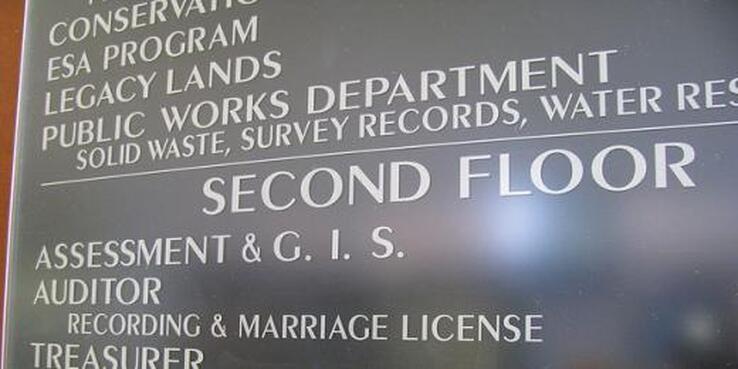 ESA PROGRAM
LEGACY LANDS
PUBLIC WORKS DEPARTMENT
SOLID WASTE, SURVEY RECORDS, WATER
SECOND FLOOR
ASSESSMENT & G. I. S.
AUDITOR
RECORDING & MARRIAGE LICENSE
TREASURER